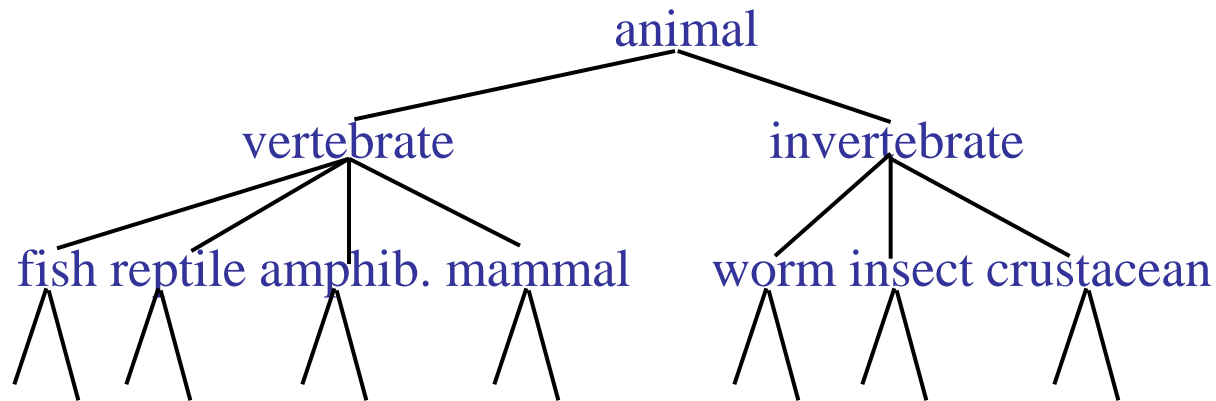 animal
vertebrate invertebrate
fish reptile amphib. mammal worm insect crustacean